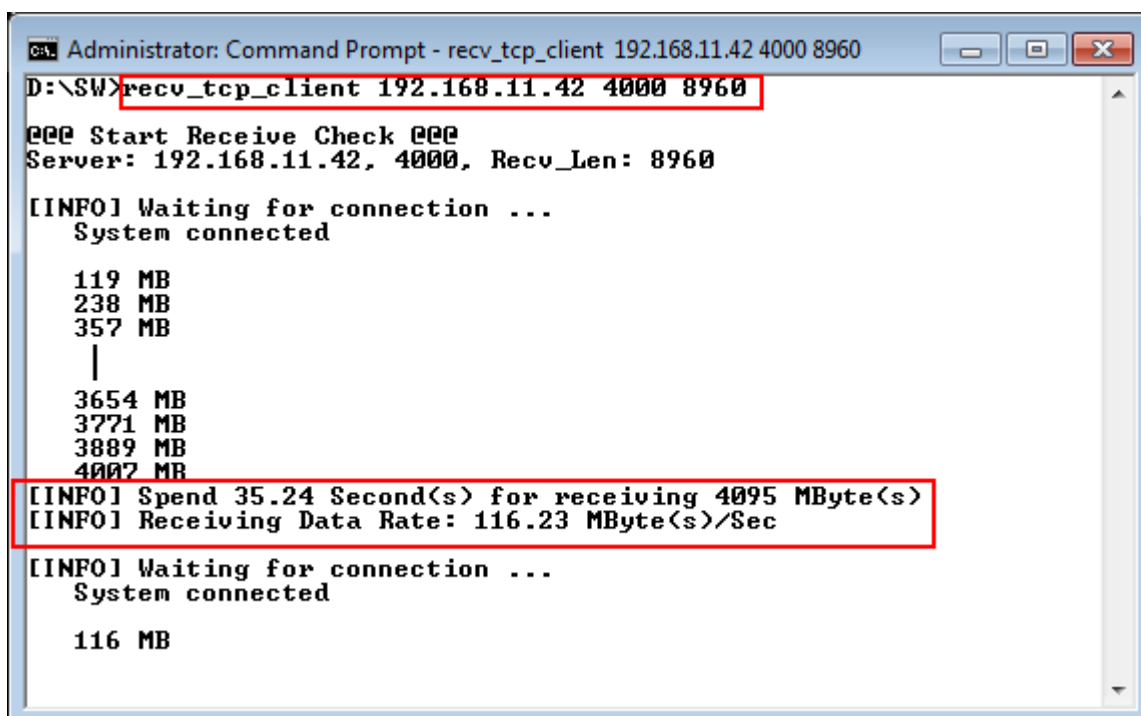 Administrator: Command Prompt - recv_tcp_client 192.168.11.42 4000 8960
D:\SW>recv_tcp_client 192.168.11.42 4000 8960
@@@ Start Receive Check @@@
Server: 192.168.11.42, 4000, Recv_Len: 8960
[INFO] Waiting for connection ...
System connected
119 MB
238 MB
357 MB
|
3654 MB
3771 MB
3889 MB
4007 MB
[INFO] Spend 35.24 Second(s) for receiving 4095 MByte(s)
[INFO] Receiving Data Rate: 116.23 MByte(s)/Sec
[INFO] Waiting for connection ...
System connected
116 MB